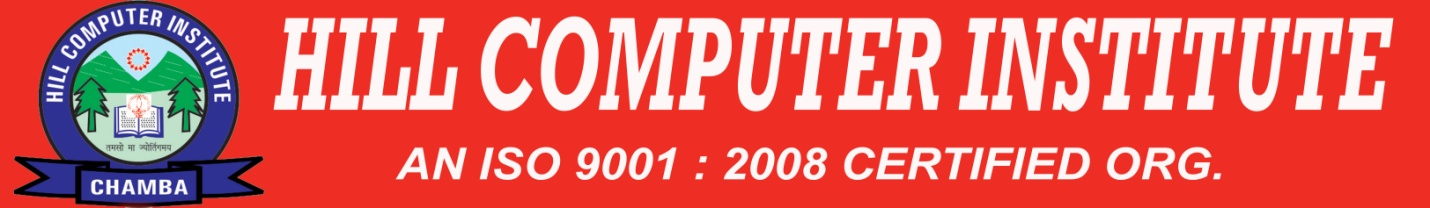 HILL COMPUTER INSTITUTE
तमसो मा ज्योर्तिगमय
CHAMBA
HILL COMPUTER INSTITUTE
AN ISO 9001 : 2008 CERTIFIED ORG.